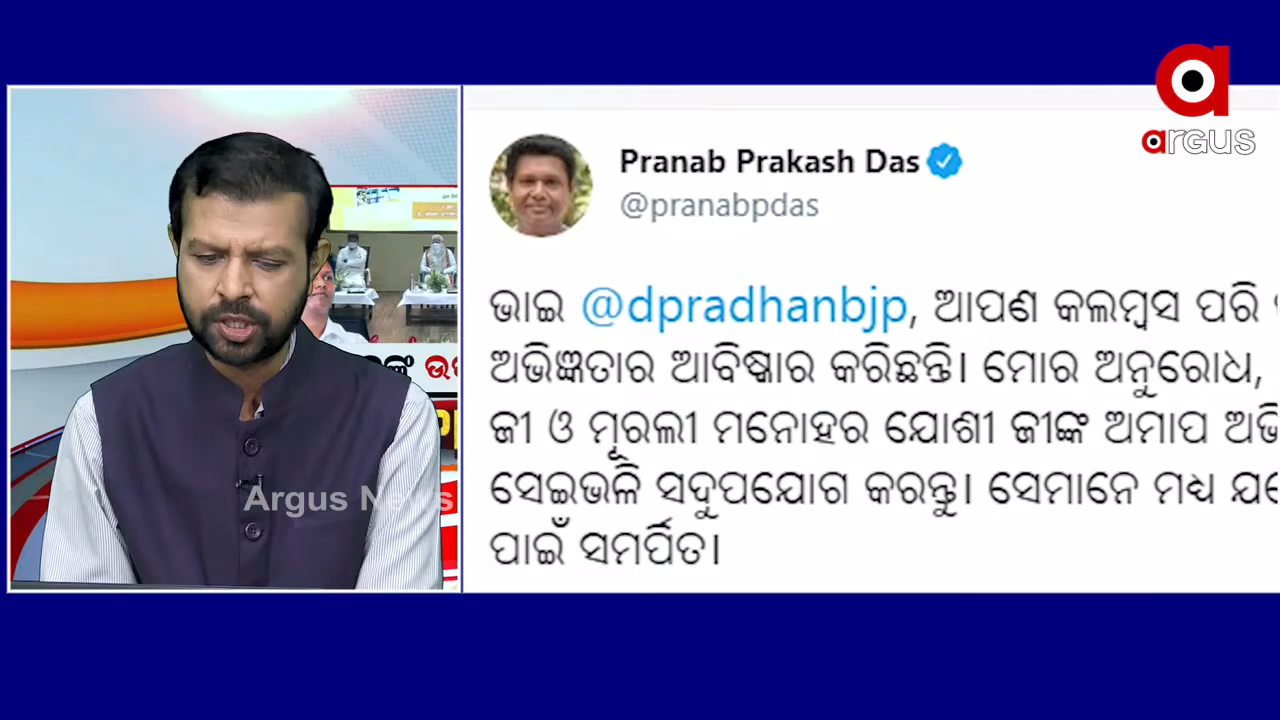 argus
Pranab Prakash Das
@pranabpdas
ଭାଇ @dpradhanbjp, ଆପଣ କଲମ୍ବସ ପରି
ଅଭିଜ୍ଞତାର ଆବିଷ୍କାର କରିଛନ୍ତି। ମୋର ଅନୁରୋଧ,
ଜୀ ଓ ମୂରଲୀ ମନୋହର ଯୋଶୀ ଜୀଙ୍କ ଅମାପ
ସେଇଭଳି ସଦୁପଯୋଗ କରନ୍ତୁ। ସେମାନେ ମଧ୍ୟ
ପାଇଁ ସମର୍ପିତ।
Argus News